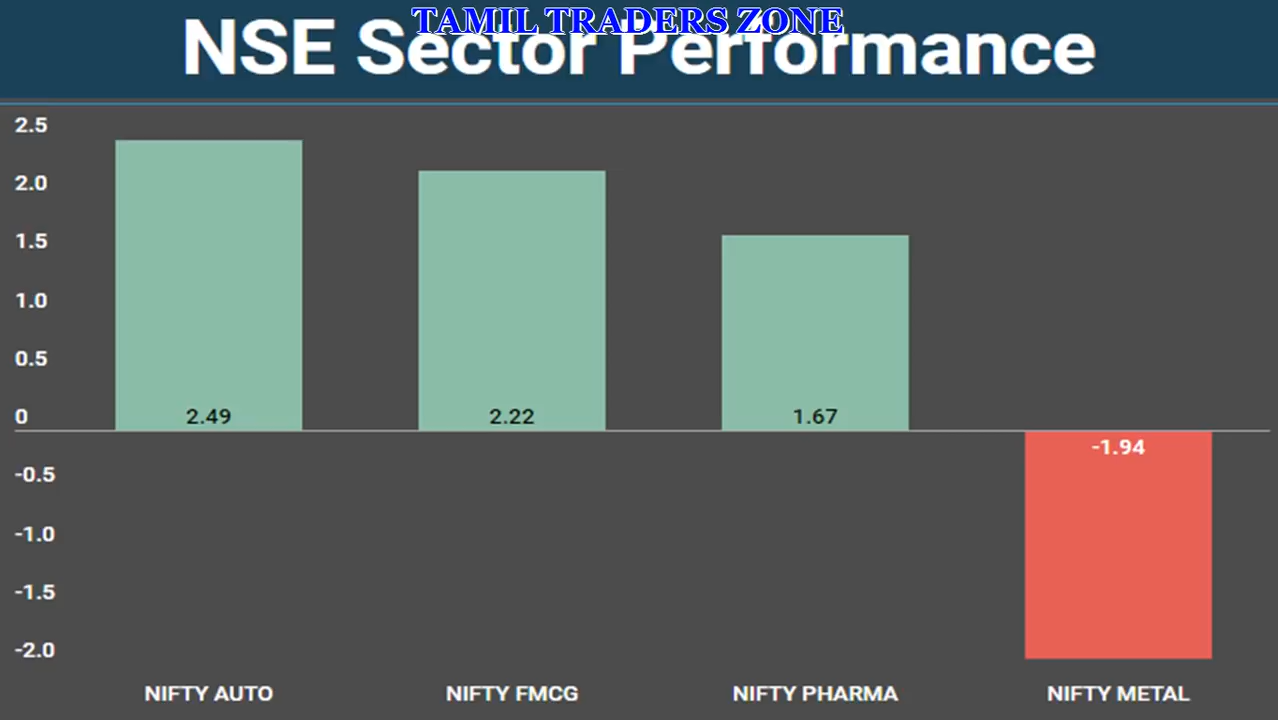 TAMIL TRADERS ZONE
NSE Sector Performance
2.5
2.0
1.5
1.0
0.5
0
-0.5
-1.0
-1.5
-2.0
2.49
2.22
1.67
-1.94
NIFTY AUTO
NIFTY FMCG
NIFTY PHARMA
NIFTY METAL